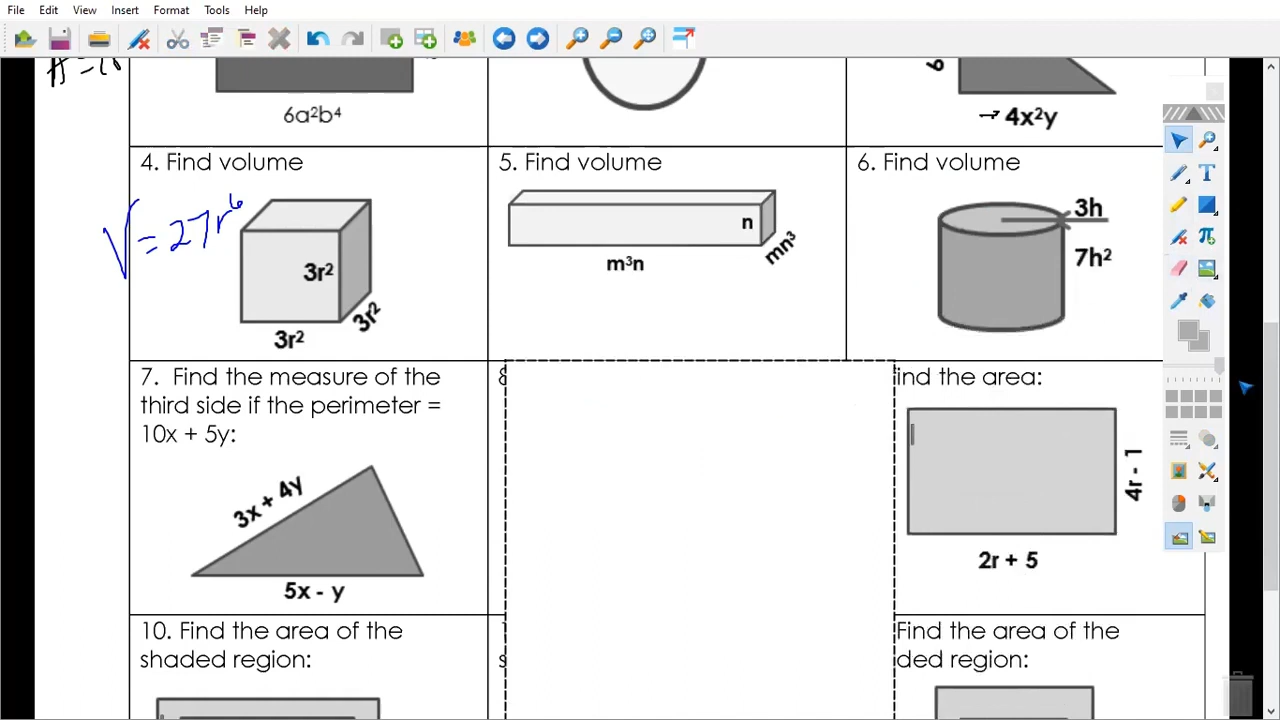 File Edit View Insert Format Tools Help
A = 18
6a²b⁴
6
→ 4x²y
4. Find volume
V = 27r⁶
3r²
3r²
3r²
5. Find volume
n
m³n
mn³
6. Find volume
3h
7h²
7. Find the measure of the
third side if the perimeter =
10x + 5y:
3x + 4y
5x - y
8
ind the area:
4r - 1
2r + 5
10. Find the area of the
shaded region:
s
Find the area of the
ded region: